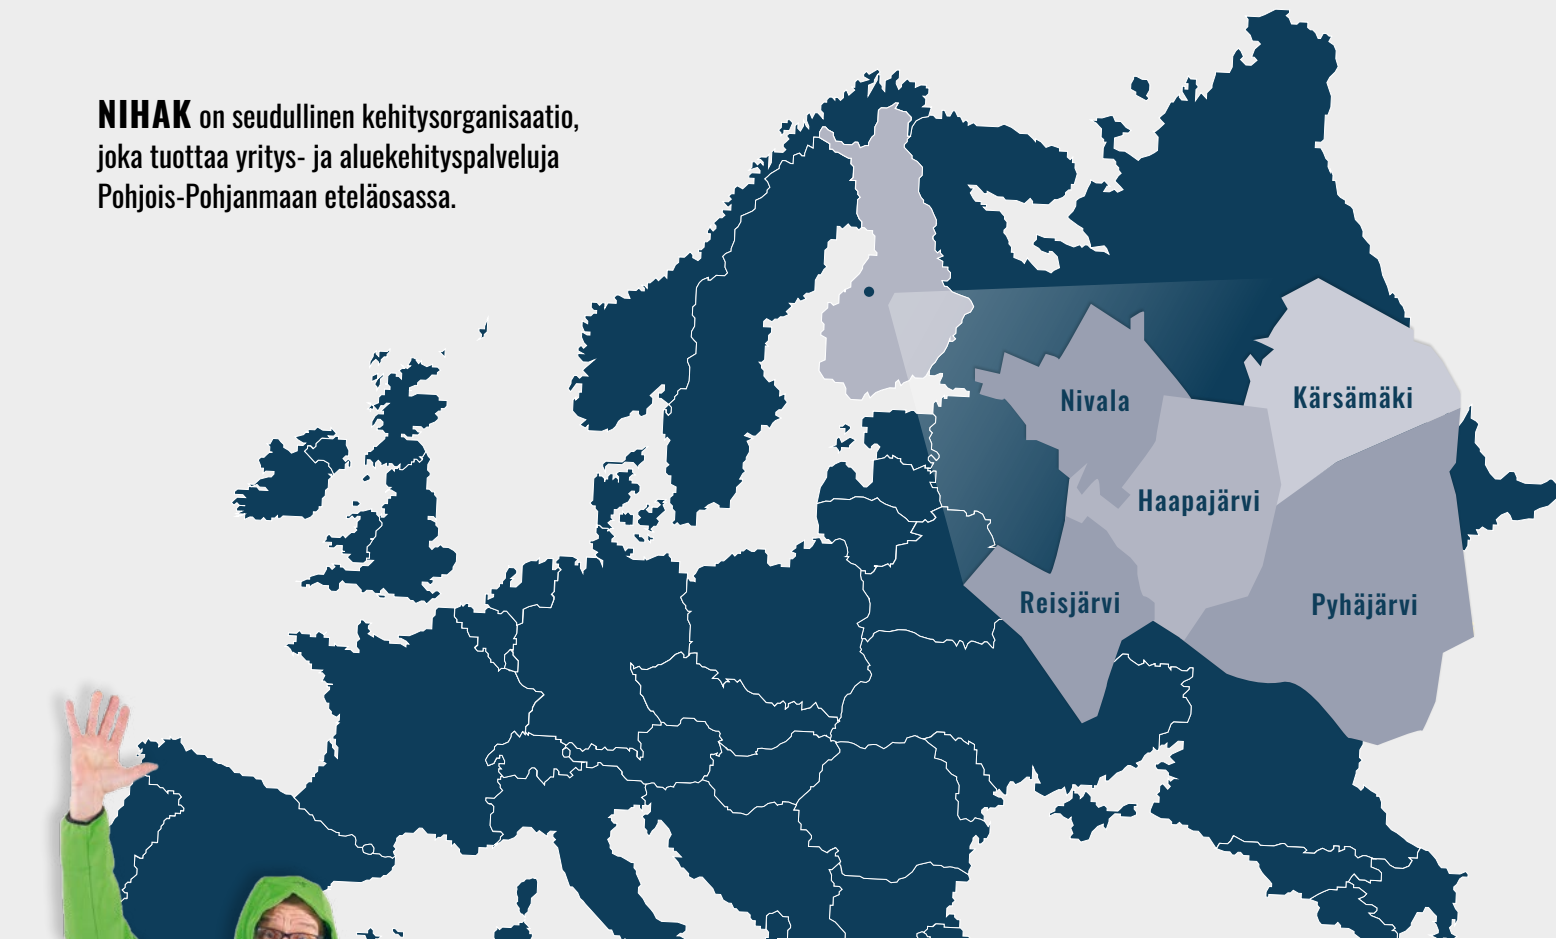 NIHAK on seudullinen kehitysorganisaatio,
joka tuottaa yritys- ja aluekehityspalveluja
Pohjois-Pohjanmaan eteläosassa.
Nivala
Kärsämäki
Haapajärvi
Reisjärvi
Pyhäjärvi